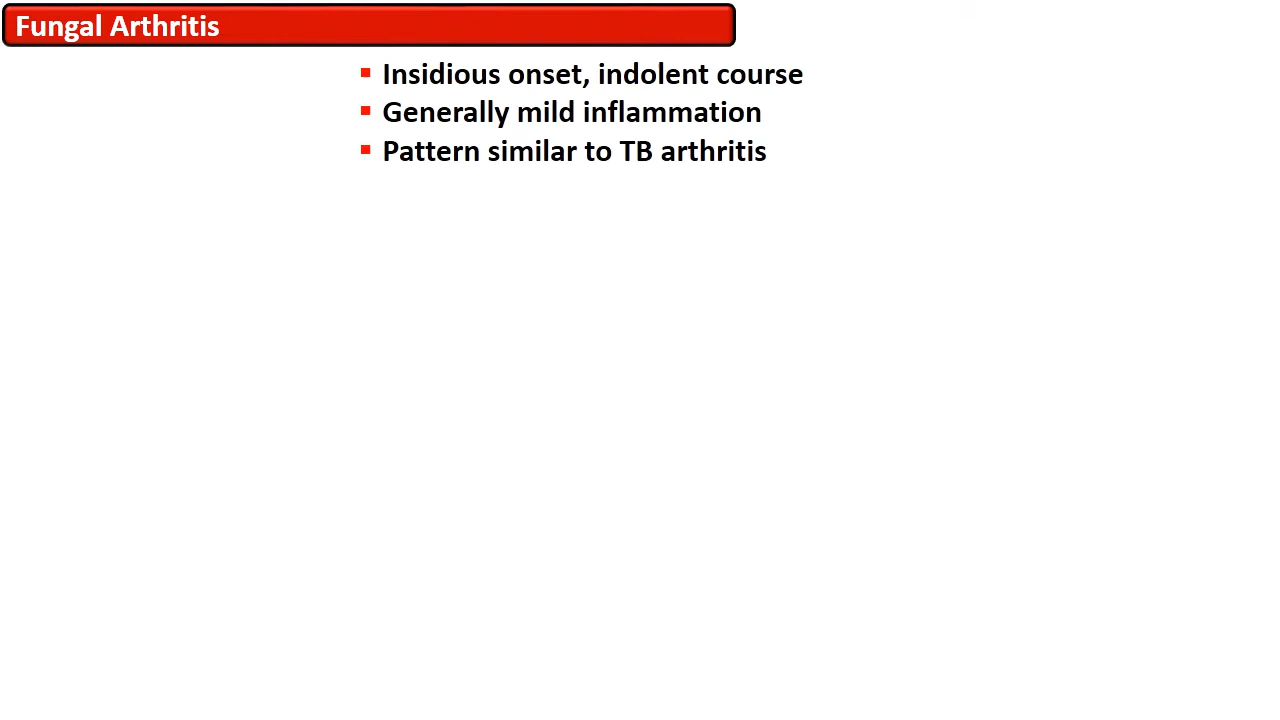 Fungal Arthritis
▪ Insidious onset, indolent course
▪ Generally mild inflammation
▪ Pattern similar to TB arthritis